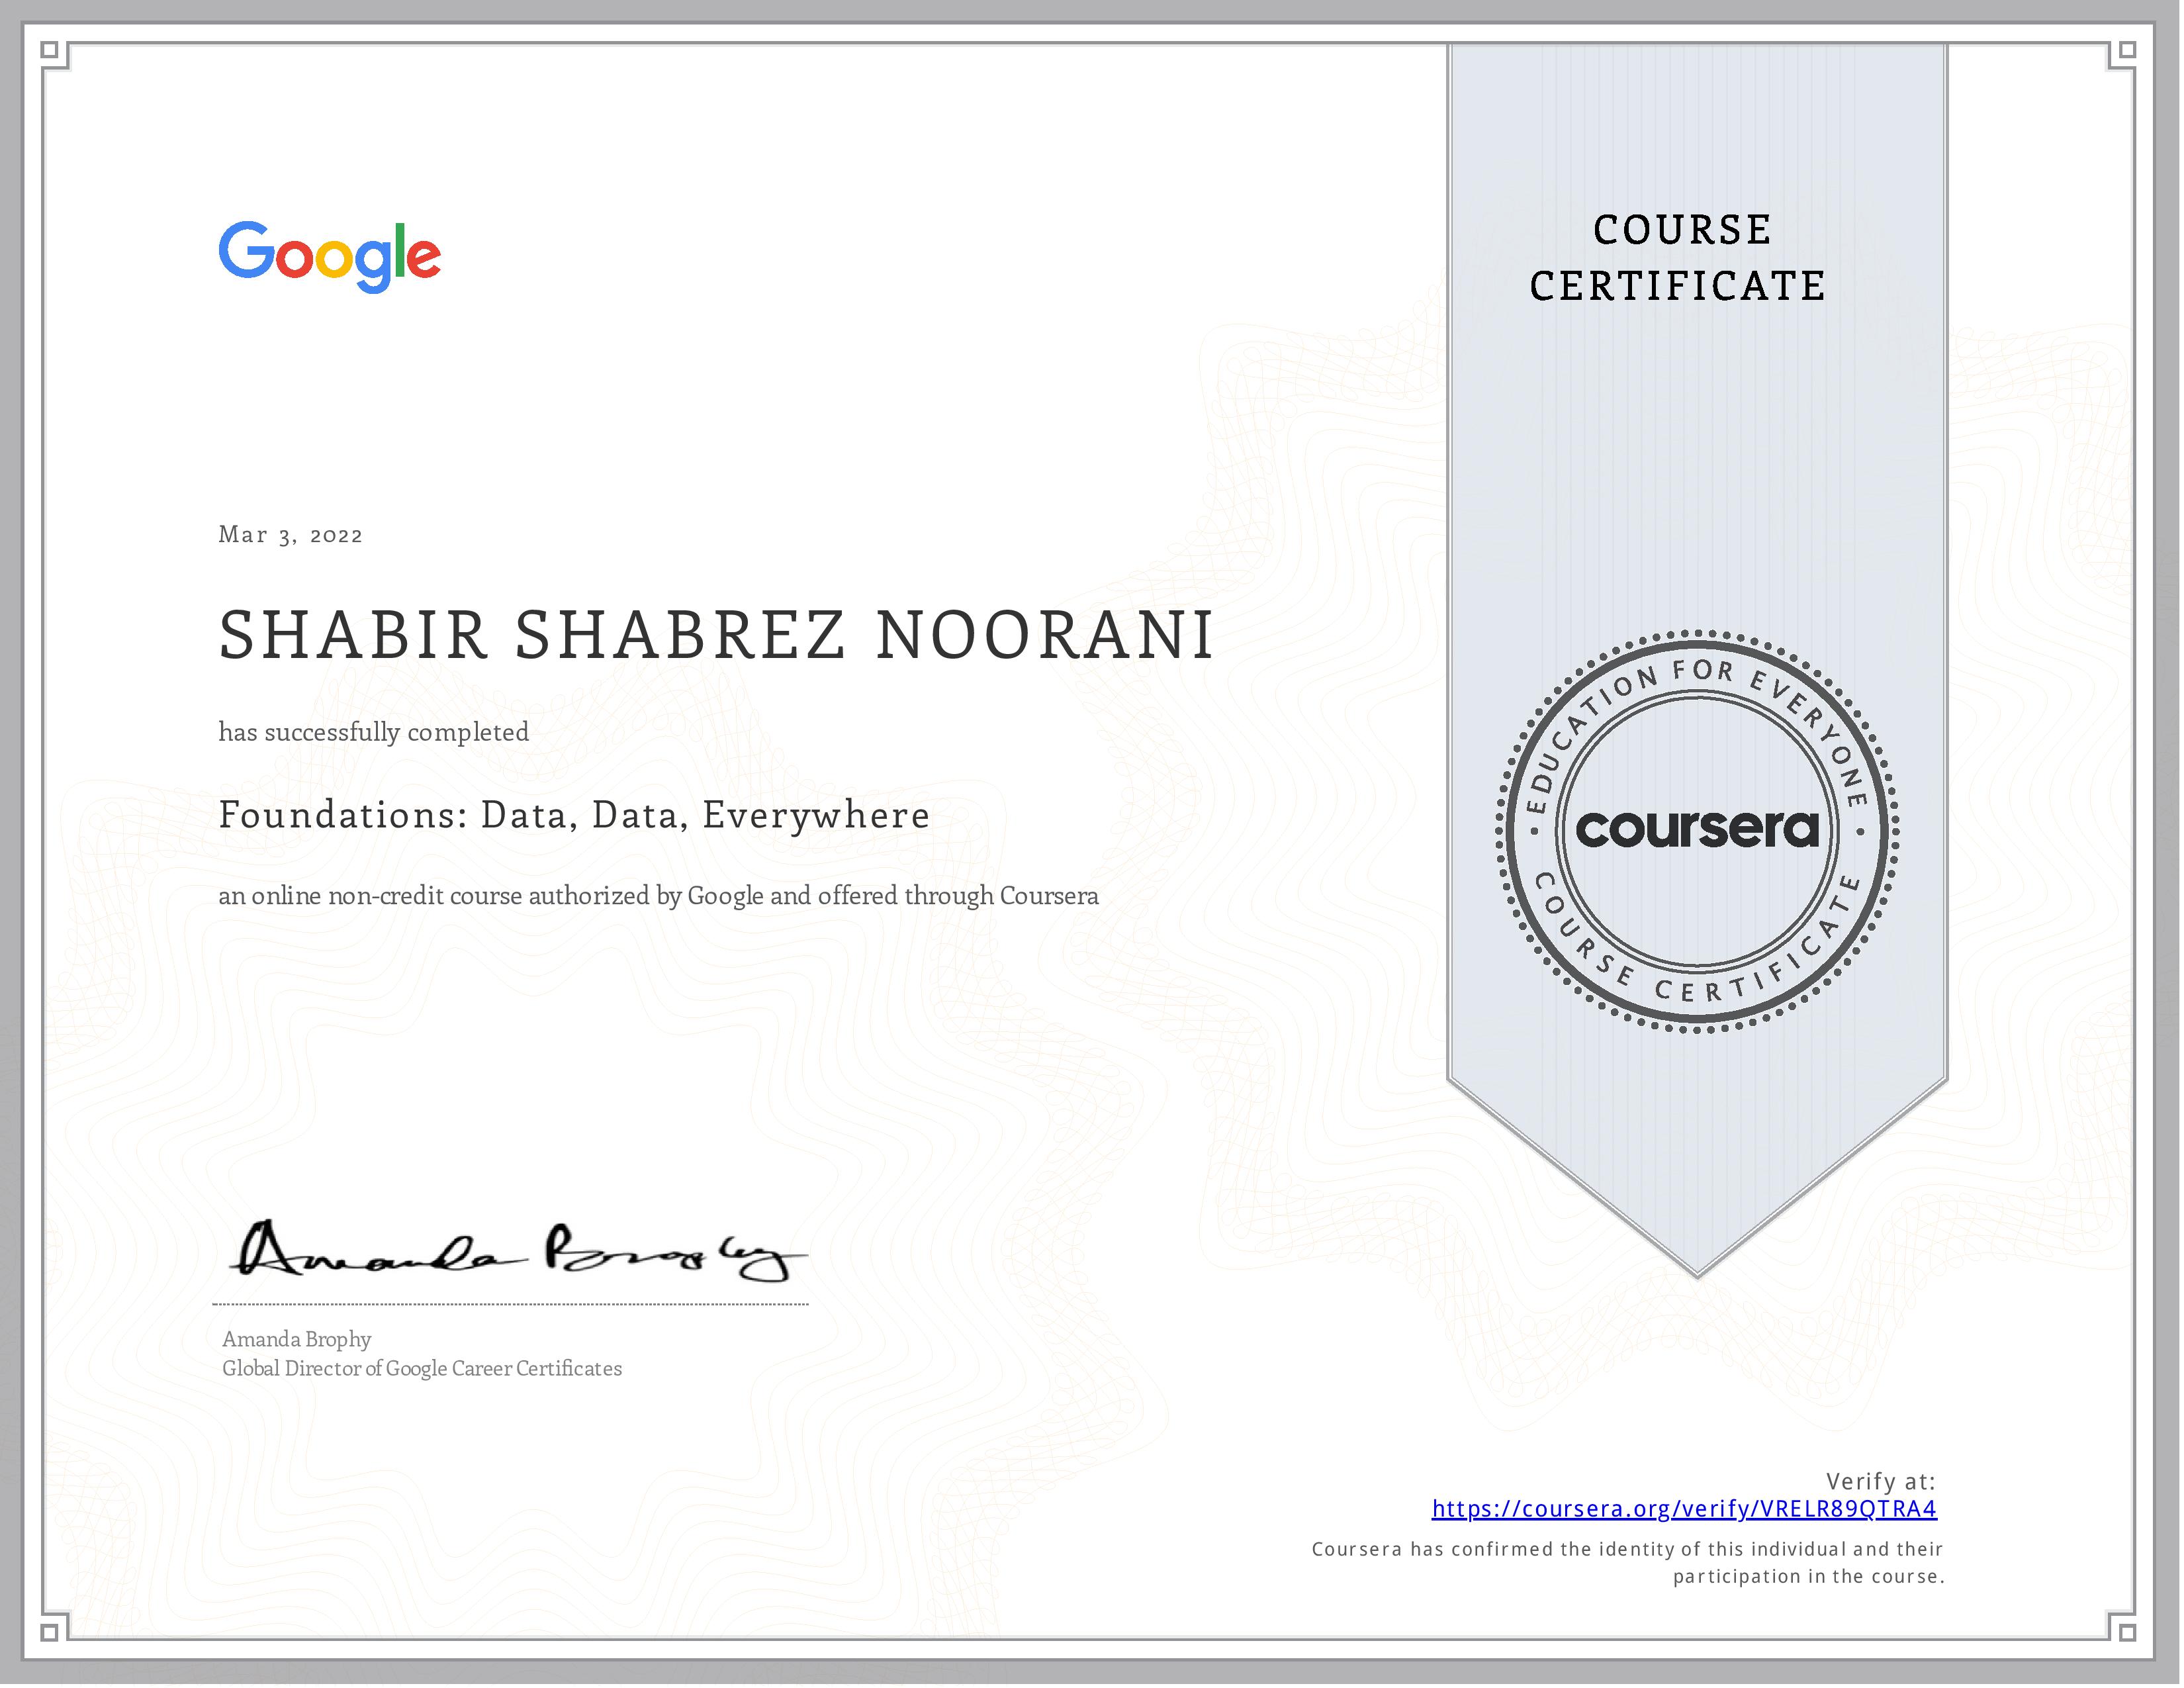 Google
COURSE
CERTIFICATE
Mar 3, 2022
SHABIR SHABREZ NOORANI
has successfully completed
Foundations: Data, Data, Everywhere
an online non-credit course authorized by Google and offered through Coursera
EDUCATION FOR EVERYONE
coursera
COURSE CERTIFICATE
Amanda Brophy
Amanda Brophy
Global Director of Google Career Certificates
Verify at:
https://coursera.org/verify/VRELR89QTRA4
Coursera has confirmed the identity of this individual and their
participation in the course.